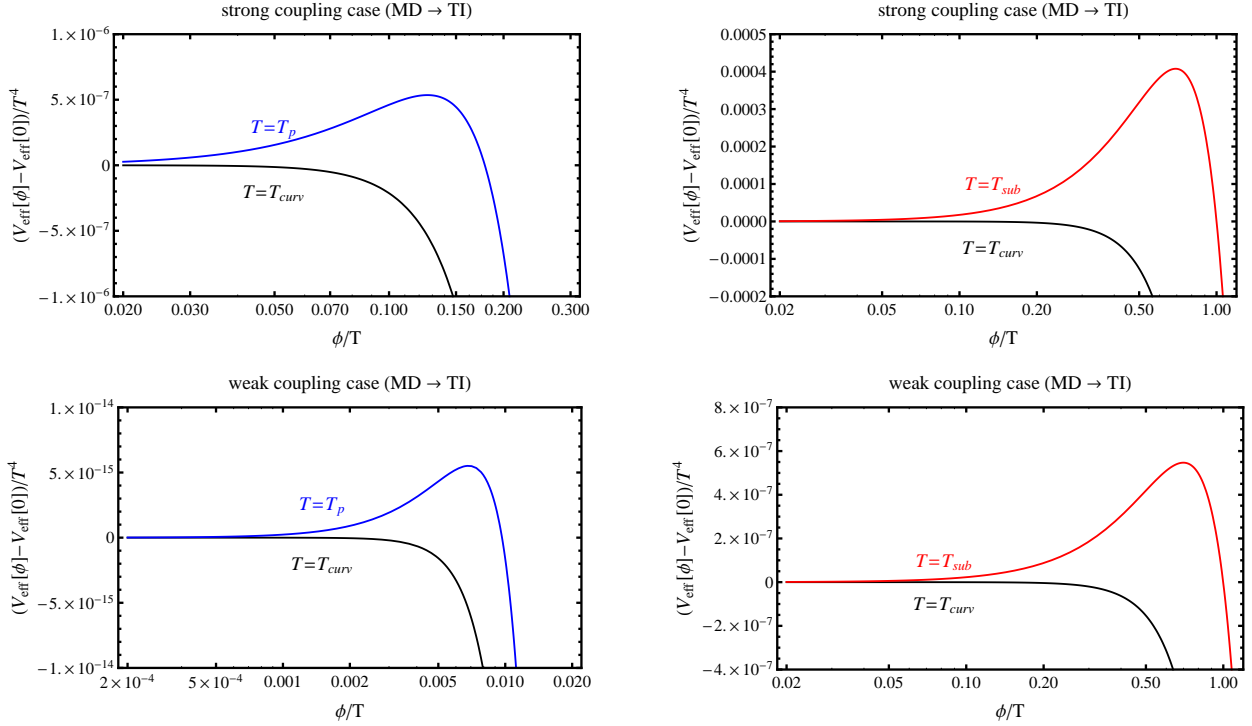 strong coupling case (MD → TI)
(V_eff[ϕ]−V_eff[0])/T^4
1.×10^-6
5.×10^-7
0
−5.×10^-7
−1.×10^-6
T=T_p
T=T_curv
0.020 0.030 0.050 0.070 0.100 0.150 0.200 0.300
ϕ/T
strong coupling case (MD → TI)
(V_eff[ϕ]−V_eff[0])/T^4
0.0005
0.0004
0.0003
0.0002
0.0001
0.0000
−0.0001
−0.0002
T=T_sub
T=T_curv
0.02 0.05 0.10 0.20 0.50 1.00
ϕ/T
weak coupling case (MD → TI)
(V_eff[ϕ]−V_eff[0])/T^4
1.×10^-14
5.×10^-15
0
−5.×10^-15
−1.×10^-14
T=T_p
T=T_curv
2×10^-4 5×10^-4 0.001 0.002 0.005 0.010 0.020
ϕ/T
weak coupling case (MD → TI)
(V_eff[ϕ]−V_eff[0])/T^4
8.×10^-7
6.×10^-7
4.×10^-7
2.×10^-7
0
−2.×10^-7
−4.×10^-7
T=T_sub
T=T_curv
0.02 0.05 0.10 0.20 0.50 1.00
ϕ/T